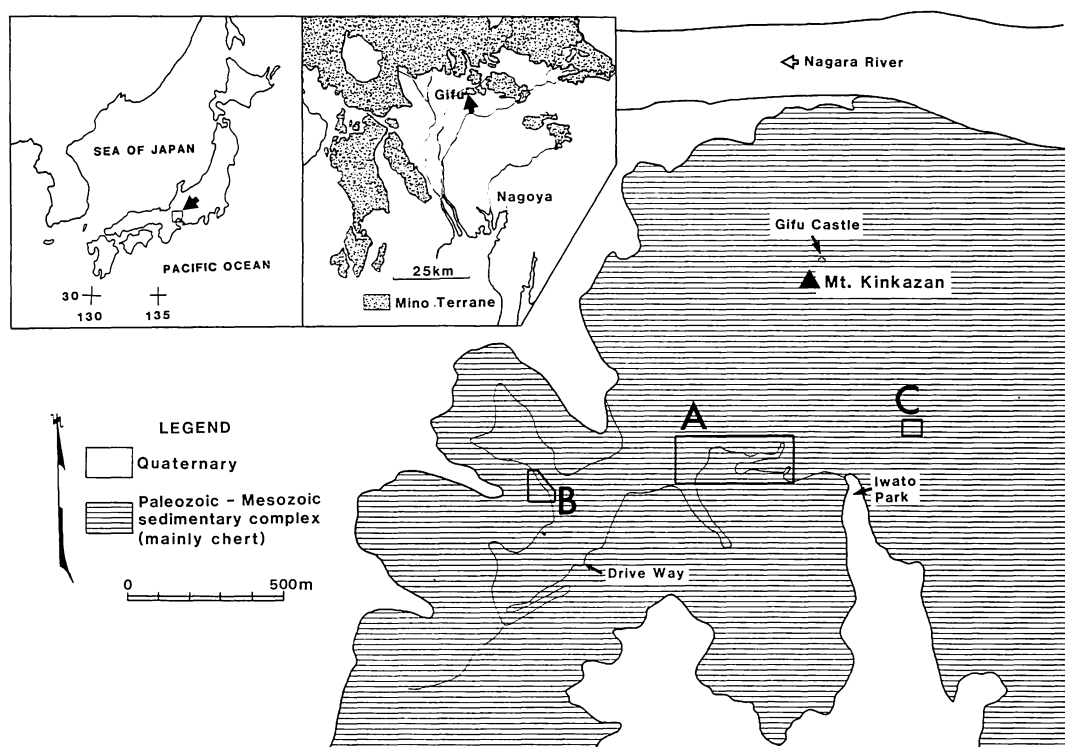 SEA OF JAPAN
PACIFIC OCEAN
30
130
135
Gifu
Nagoya
25km
Mino Terrane
Nagara River
Gifu Castle
Mt. Kinkazan
A
B
C
Iwato
Park
Drive Way
N
LEGEND
Quaternary
Paleozoic – Mesozoic
sedimentary complex
(mainly chert)
0
500m